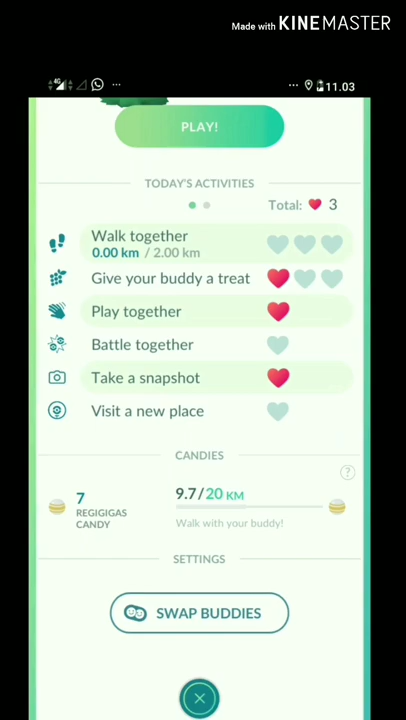 Made with KINEMASTER
4G ... ... 11.03
PLAY!
TODAY'S ACTIVITIES
Total: 3
Walk together
0.00 km / 2.00 km
Give your buddy a treat
Play together
Battle together
Take a snapshot
Visit a new place
CANDIES
?
7
REGIGIGAS
CANDY
9.7/20 KM
Walk with your buddy!
SETTINGS
SWAP BUDDIES